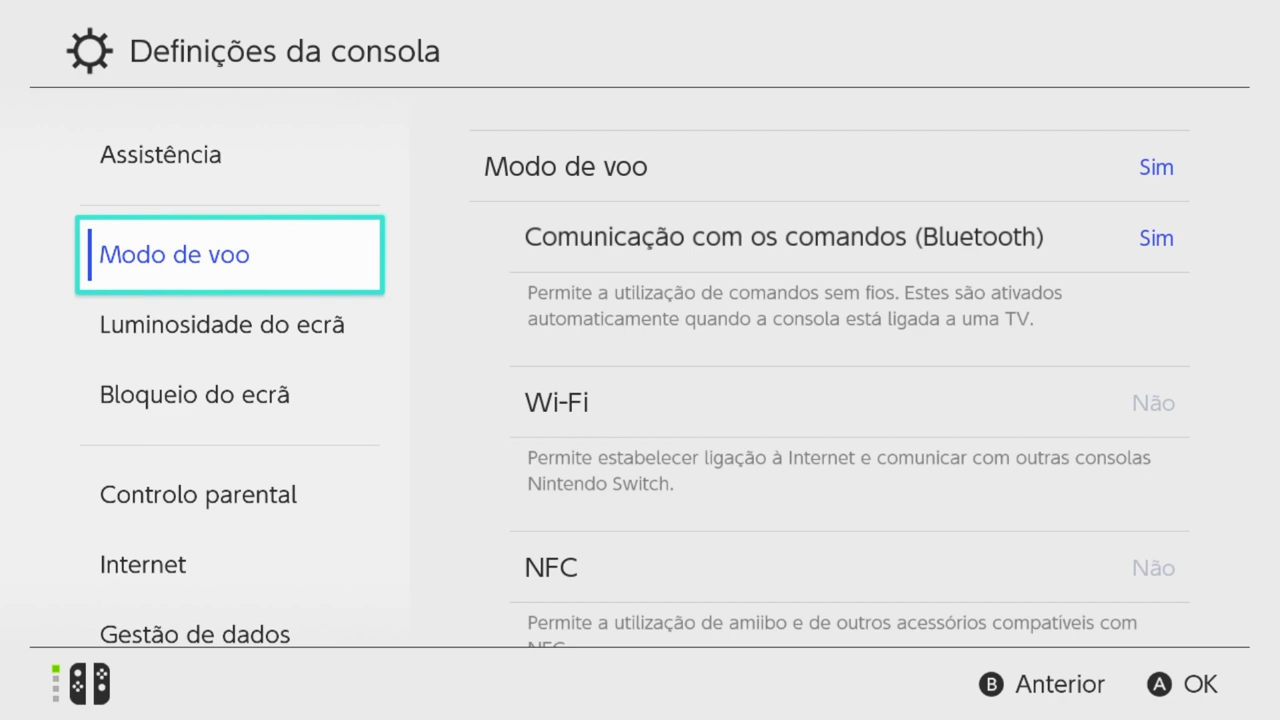 Definições da consola
Assistência
Modo de voo
Luminosidade do ecrã
Bloqueio do ecrã
Controlo parental
Internet
Gestão de dados
Modo de voo Sim
Comunicação com os comandos (Bluetooth) Sim
Permite a utilização de comandos sem fios. Estes são ativados
automaticamente quando a consola está ligada a uma TV.
Wi-Fi Não
Permite estabelecer ligação à Internet e comunicar com outras consolas
Nintendo Switch.
NFC Não
Permite a utilização de amiibo e de outros acessórios compatíveis com
NFC.
B Anterior A OK